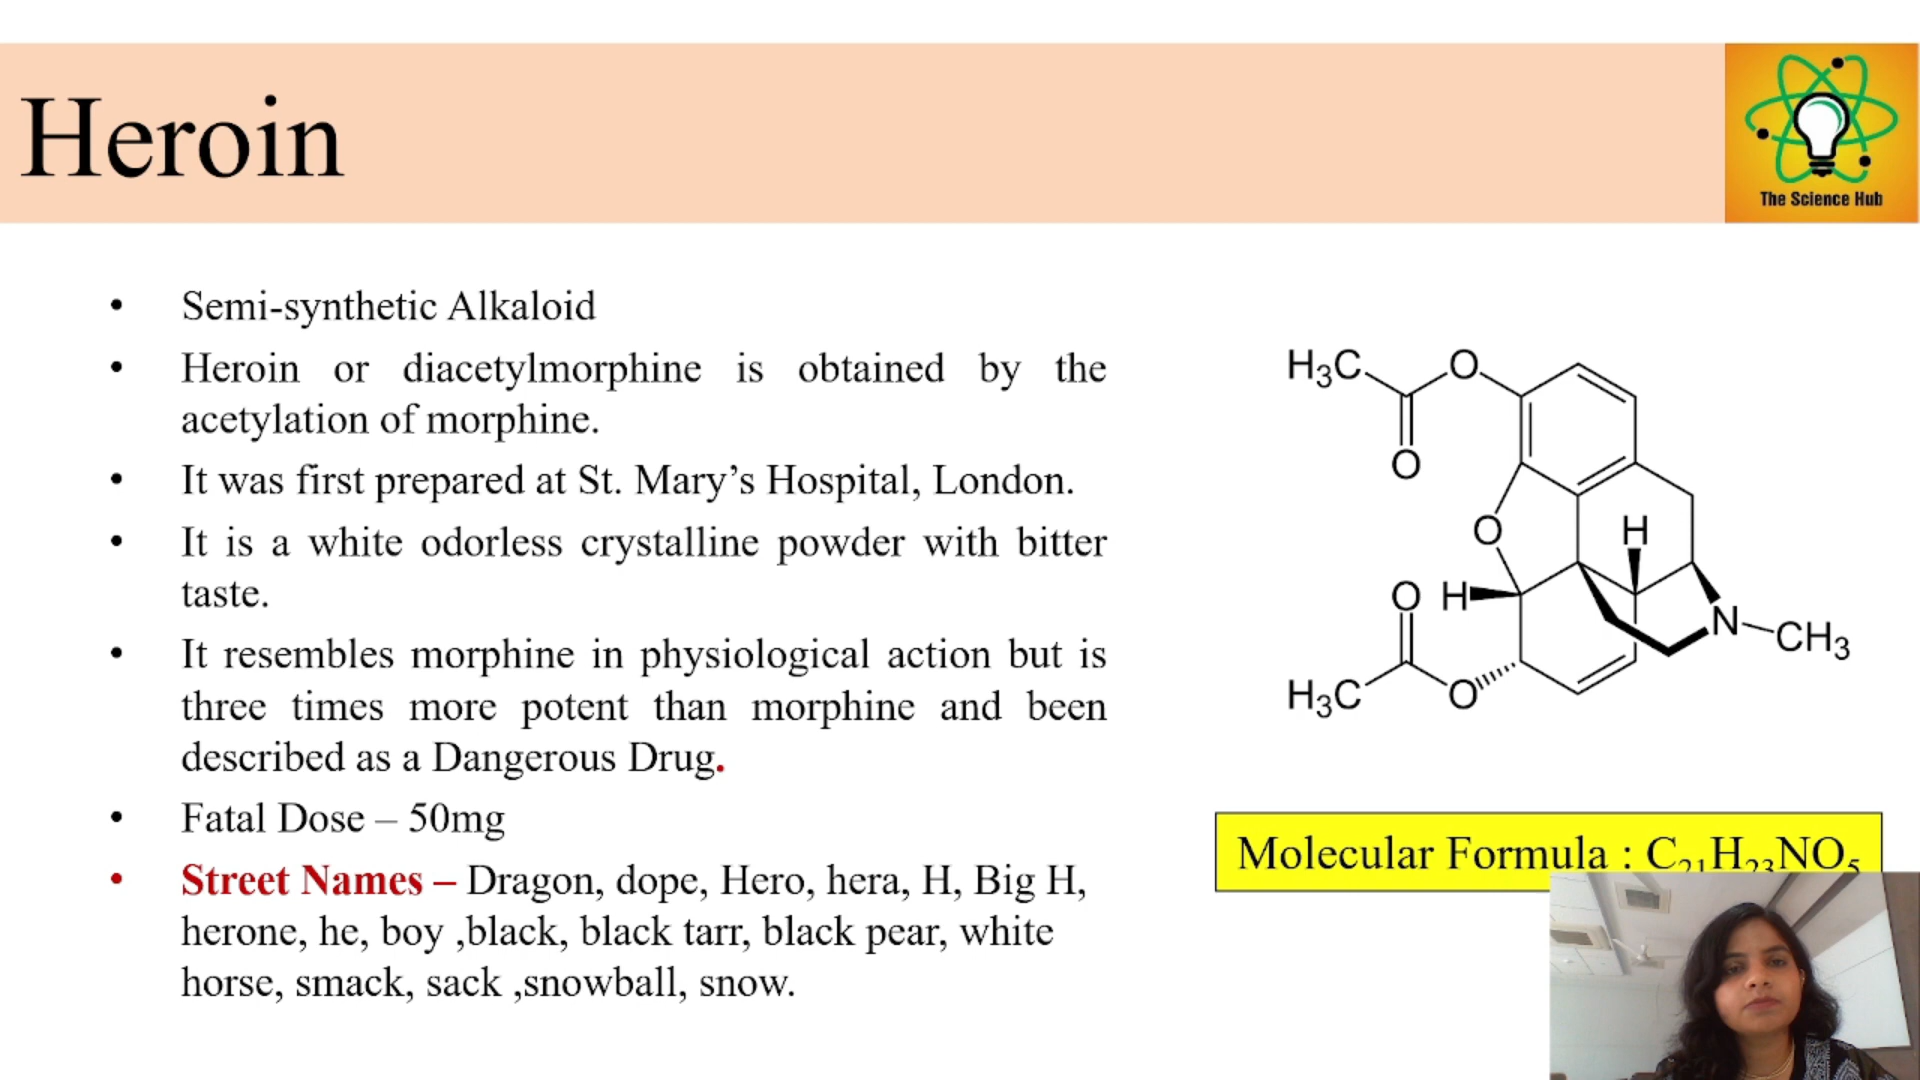 Heroin
The Science Hub
• Semi-synthetic Alkaloid
• Heroin or diacetylmorphine is obtained by the
acetylation of morphine.
• It was first prepared at St. Mary’s Hospital, London.
• It is a white odorless crystalline powder with bitter
taste.
• It resembles morphine in physiological action but is
three times more potent than morphine and been
described as a Dangerous Drug.
• Fatal Dose – 50mg
• Street Names – Dragon, dope, Hero, hera, H, Big H,
herone, he, boy ,black, black tarr, black pear, white
horse, smack, sack ,snowball, snow.
H₃C O
O
O H
O H
N CH₃
H₃C O
Molecular Formula : C₂₁H₂₃NO₅